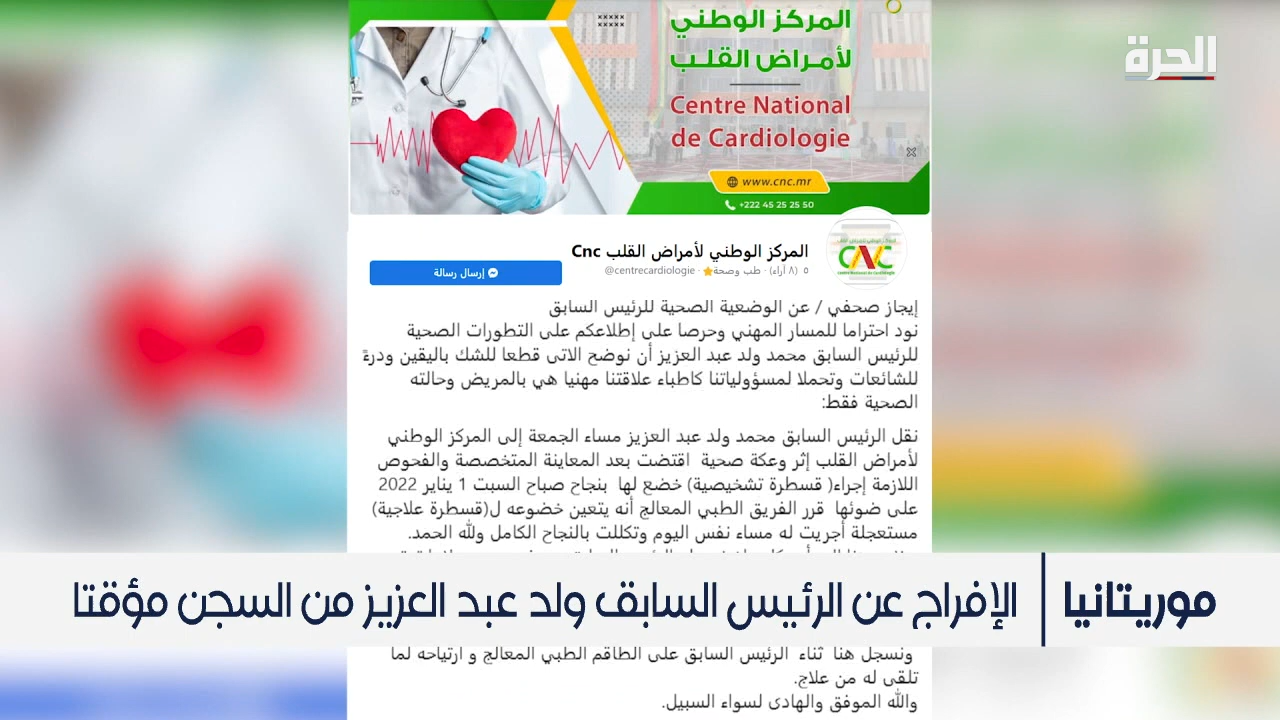 المركز الوطني
لأمراض القلب
Centre National
de Cardiologie
www.cnc.mr
+222 45 25 25 50
الحرة
CNC
Centre National de Cardiologie
المركز الوطني لأمراض القلب Cnc
٥ (٨ آراء) · طب وصحة · @centrecardiologie
إرسال رسالة
إيجاز صحفي / عن الوضعية الصحية للرئيس السابق
نود احتراما للمسار المهني وحرصا على إطلاعكم على التطورات الصحية
للرئيس السابق محمد ولد عبد العزيز أن نوضح الاتى قطعا للشك باليقين ودرءً
للشائعات وتحملا لمسؤولياتنا كاطباء علاقتنا مهنيا هي بالمريض وحالته
الصحية فقط:
نقل الرئيس السابق محمد ولد عبد العزيز مساء الجمعة إلى المركز الوطني
لأمراض القلب إثر وعكة صحية اقتضت بعد المعاينة المتخصصة والفحوص
اللازمة إجراء( قسطرة تشخيصية) خضع لها بنجاح صباح السبت 1 يناير 2022
على ضوئها قرر الفريق الطبي المعالج أنه يتعين خضوعه ل(قسطرة علاجية)
مستعجلة أجريت له مساء نفس اليوم وتكللت بالنجاح الكامل ولله الحمد.
موريتانيا
الإفراج عن الرئيس السابق ولد عبد العزيز من السجن مؤقتا
ونسجل هنا ثناء الرئيس السابق على الطاقم الطبي المعالج و ارتياحه لما
تلقى له من علاج.
والله الموفق والهادى لسواء السبيل.